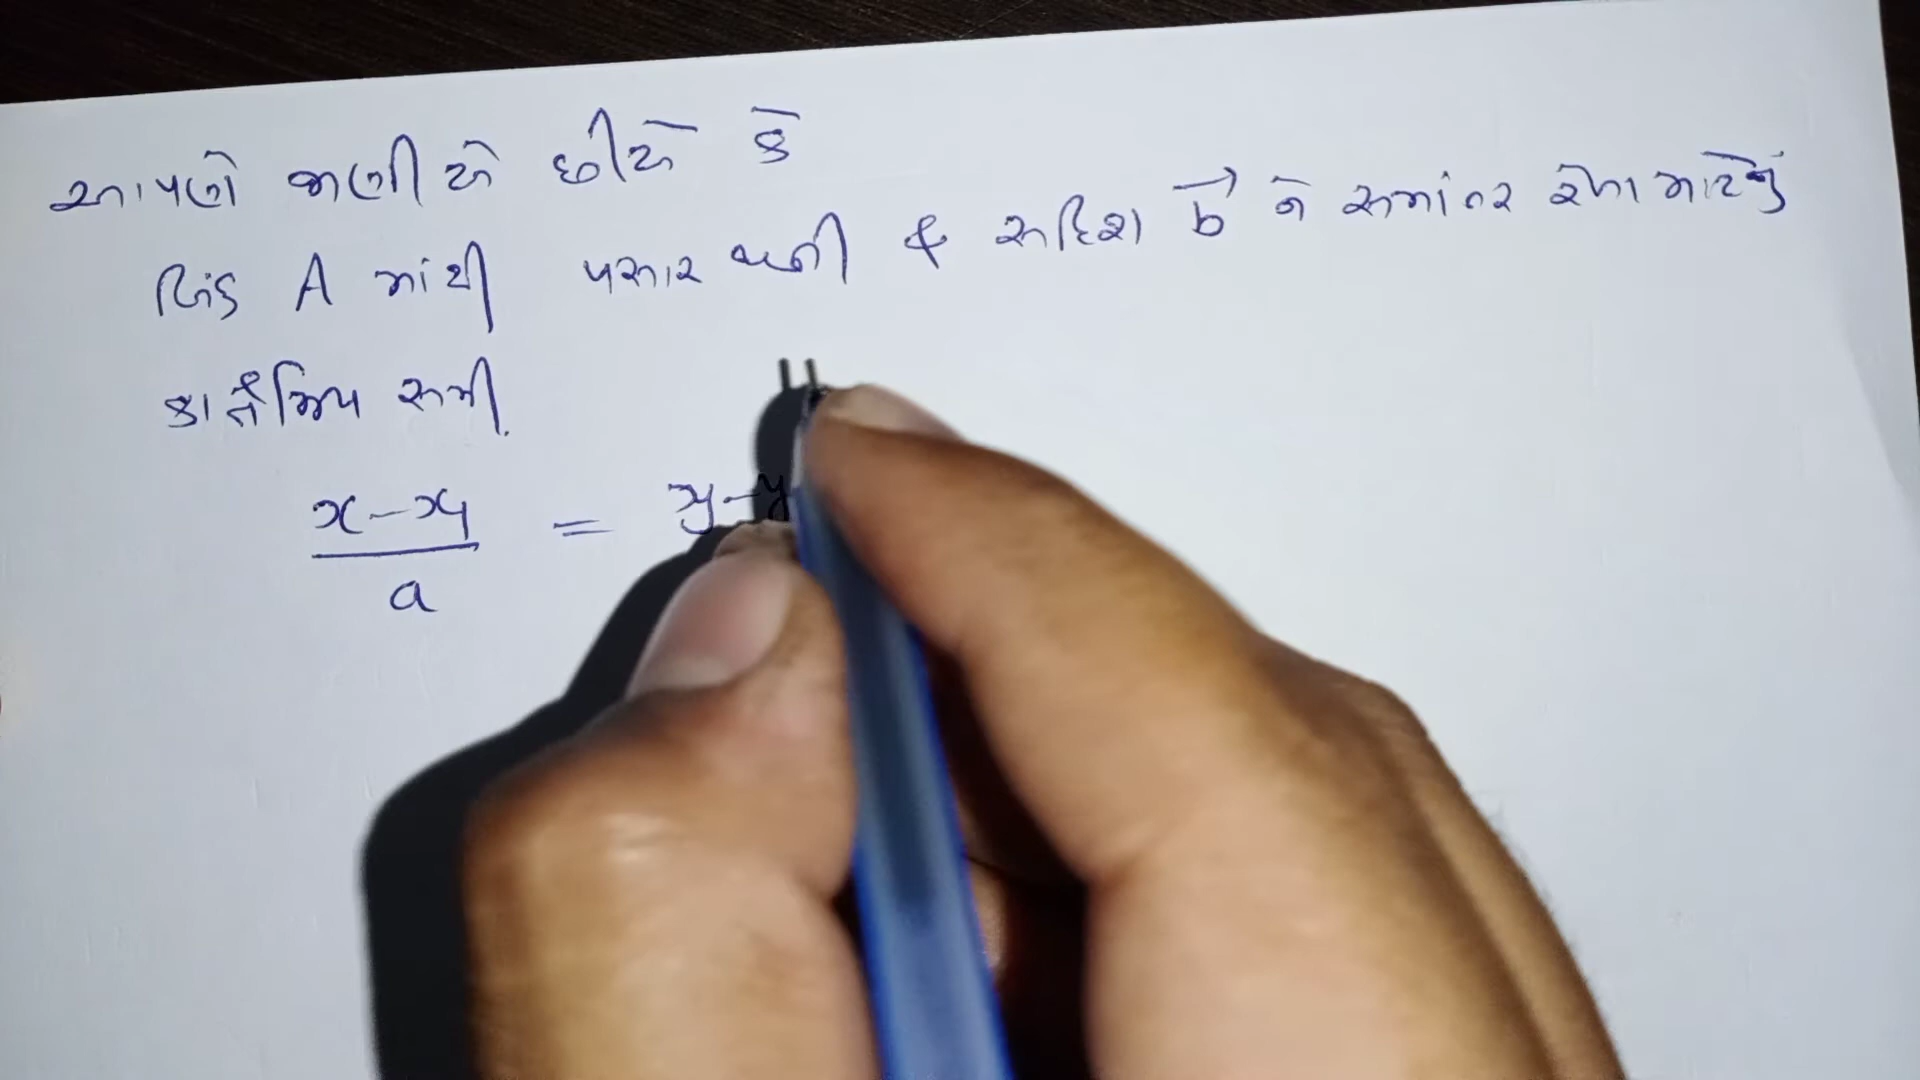 આપણે જાણીએ છીએ કે
બિંદુ A માંથી પસાર થતી & સદિશ b⃗ ને સમાંતર રેખા માટેનું
કાર્તેઝિય સમી.
x-x₁ / a = y-y